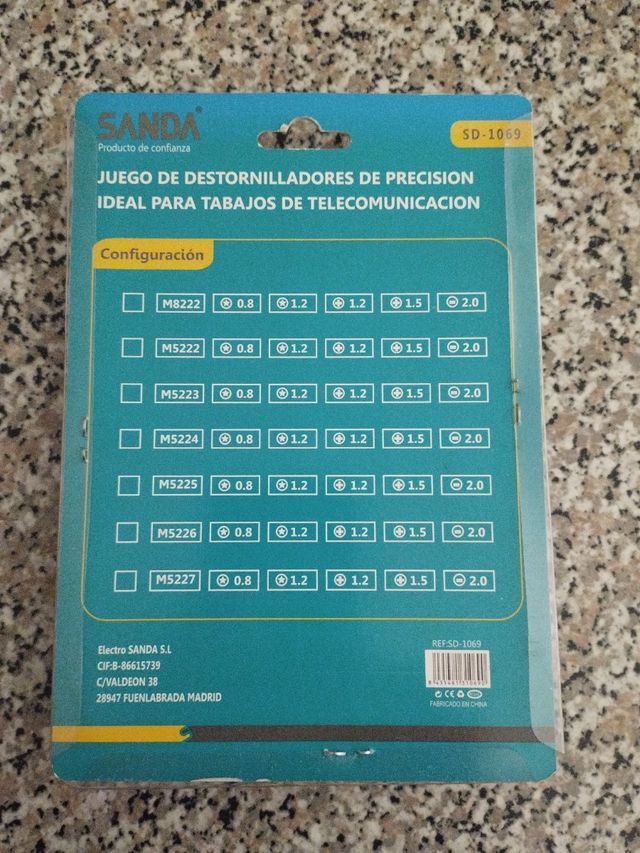 SANDA®
Producto de confianza
SD-1069
JUEGO DE DESTORNILLADORES DE PRECISION
IDEAL PARA TABAJOS DE TELECOMUNICACION
Configuración
M8222 0.8 1.2 1.2 1.5 2.0
M5222 0.8 1.2 1.2 1.5 2.0
M5223 0.8 1.2 1.2 1.5 2.0
M5224 0.8 1.2 1.2 1.5 2.0
M5225 0.8 1.2 1.2 1.5 2.0
M5226 0.8 1.2 1.2 1.5 2.0
M5227 0.8 1.2 1.2 1.5 2.0
Electro SANDA S.L
CIF:B-86615739
C/VALDEON 38
28947 FUENLABRADA MADRID
REF:SD-1069
CE
FABRICADO EN CHINA